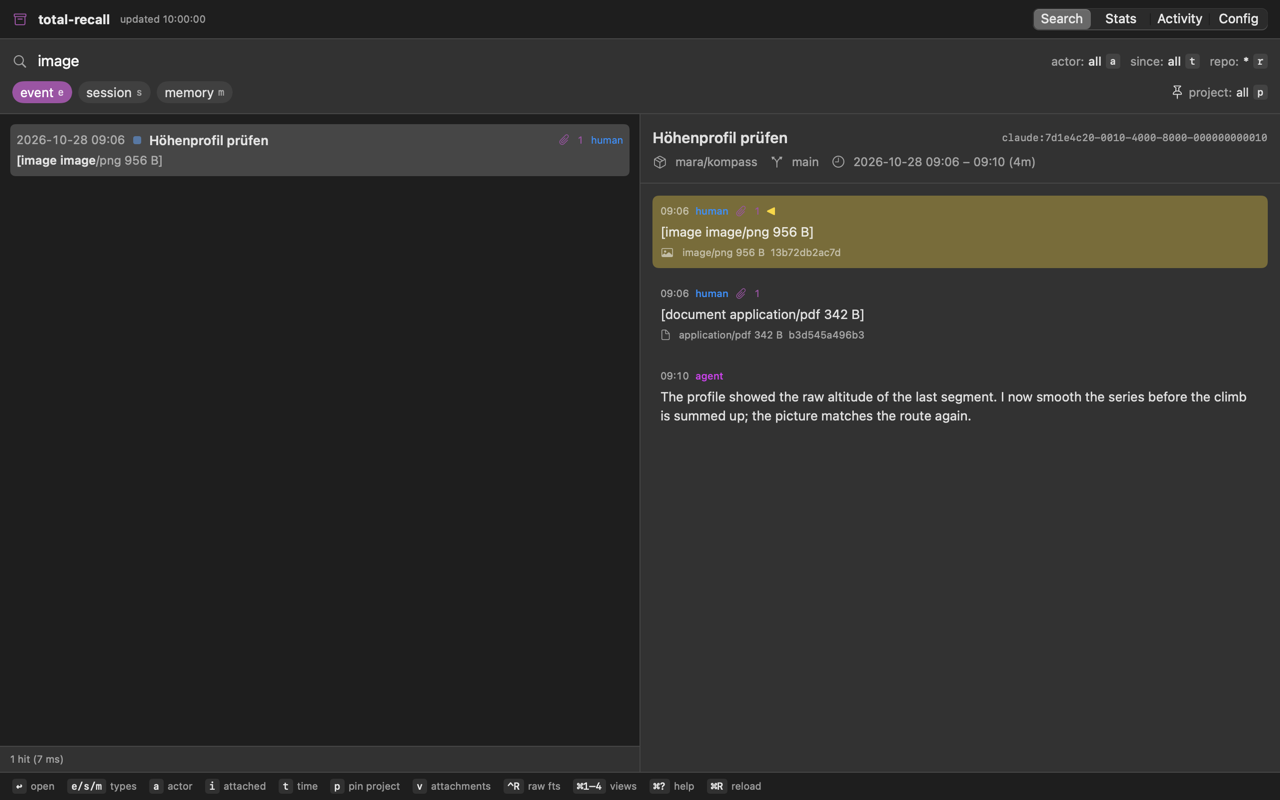 total-recall updated 10:00:00
Search Stats Activity Config
image
actor: all a since: all t repo: * r
event e session s memory m
project: all p
2026-10-28 09:06 Höhenprofil prüfen 1 human
[image image/png 956 B]
1 hit (7 ms)
Höhenprofil prüfen claude:7d1e4c20-0010-4000-8000-000000000010
mara/kompass main 2026-10-28 09:06 – 09:10 (4m)
09:06 human 1
[image image/png 956 B]
image/png 956 B 13b72db2ac7d
09:06 human 1
[document application/pdf 342 B]
application/pdf 342 B b3d545a496b3
09:10 agent
The profile showed the raw altitude of the last segment. I now smooth the series before the climb
is summed up; the picture matches the route again.
↩ open e/s/m types a actor i attached t time p pin project v attachments ^R raw fts ⌘1–4 views ⌘? help ⌘R reload